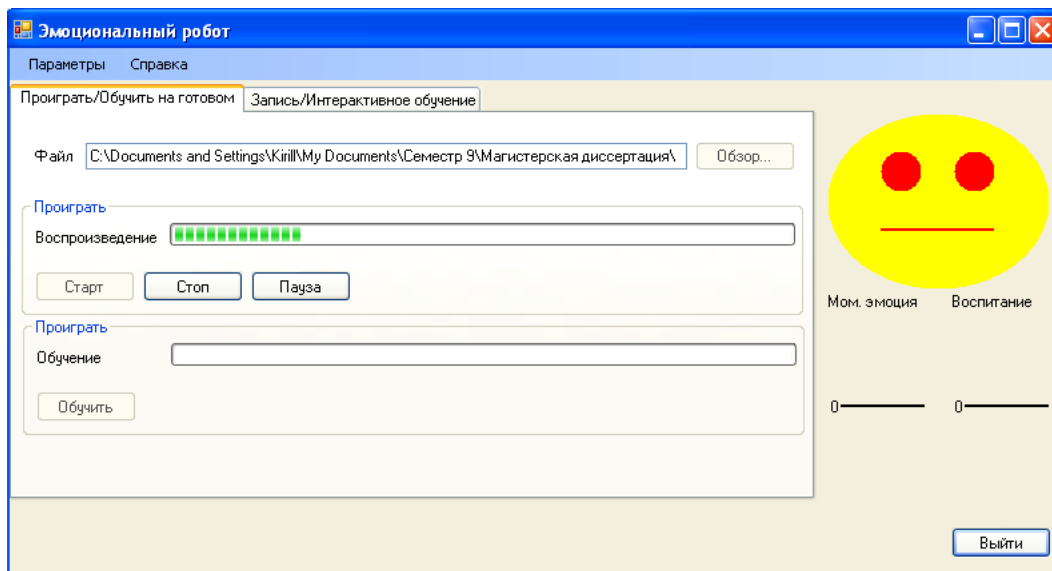 Эмоциональный робот
Параметры Справка
Проиграть/Обучить на готовом Запись/Интерактивное обучение
Файл C:\Documents and Settings\Kirill\My Documents\Семестр 9\Магистерская диссертация\ Обзор...
Проиграть
Воспроизведение
Старт Стоп Пауза
Мом. эмоция Воспитание
Проиграть
Обучение
Обучить
0 0
Выйти